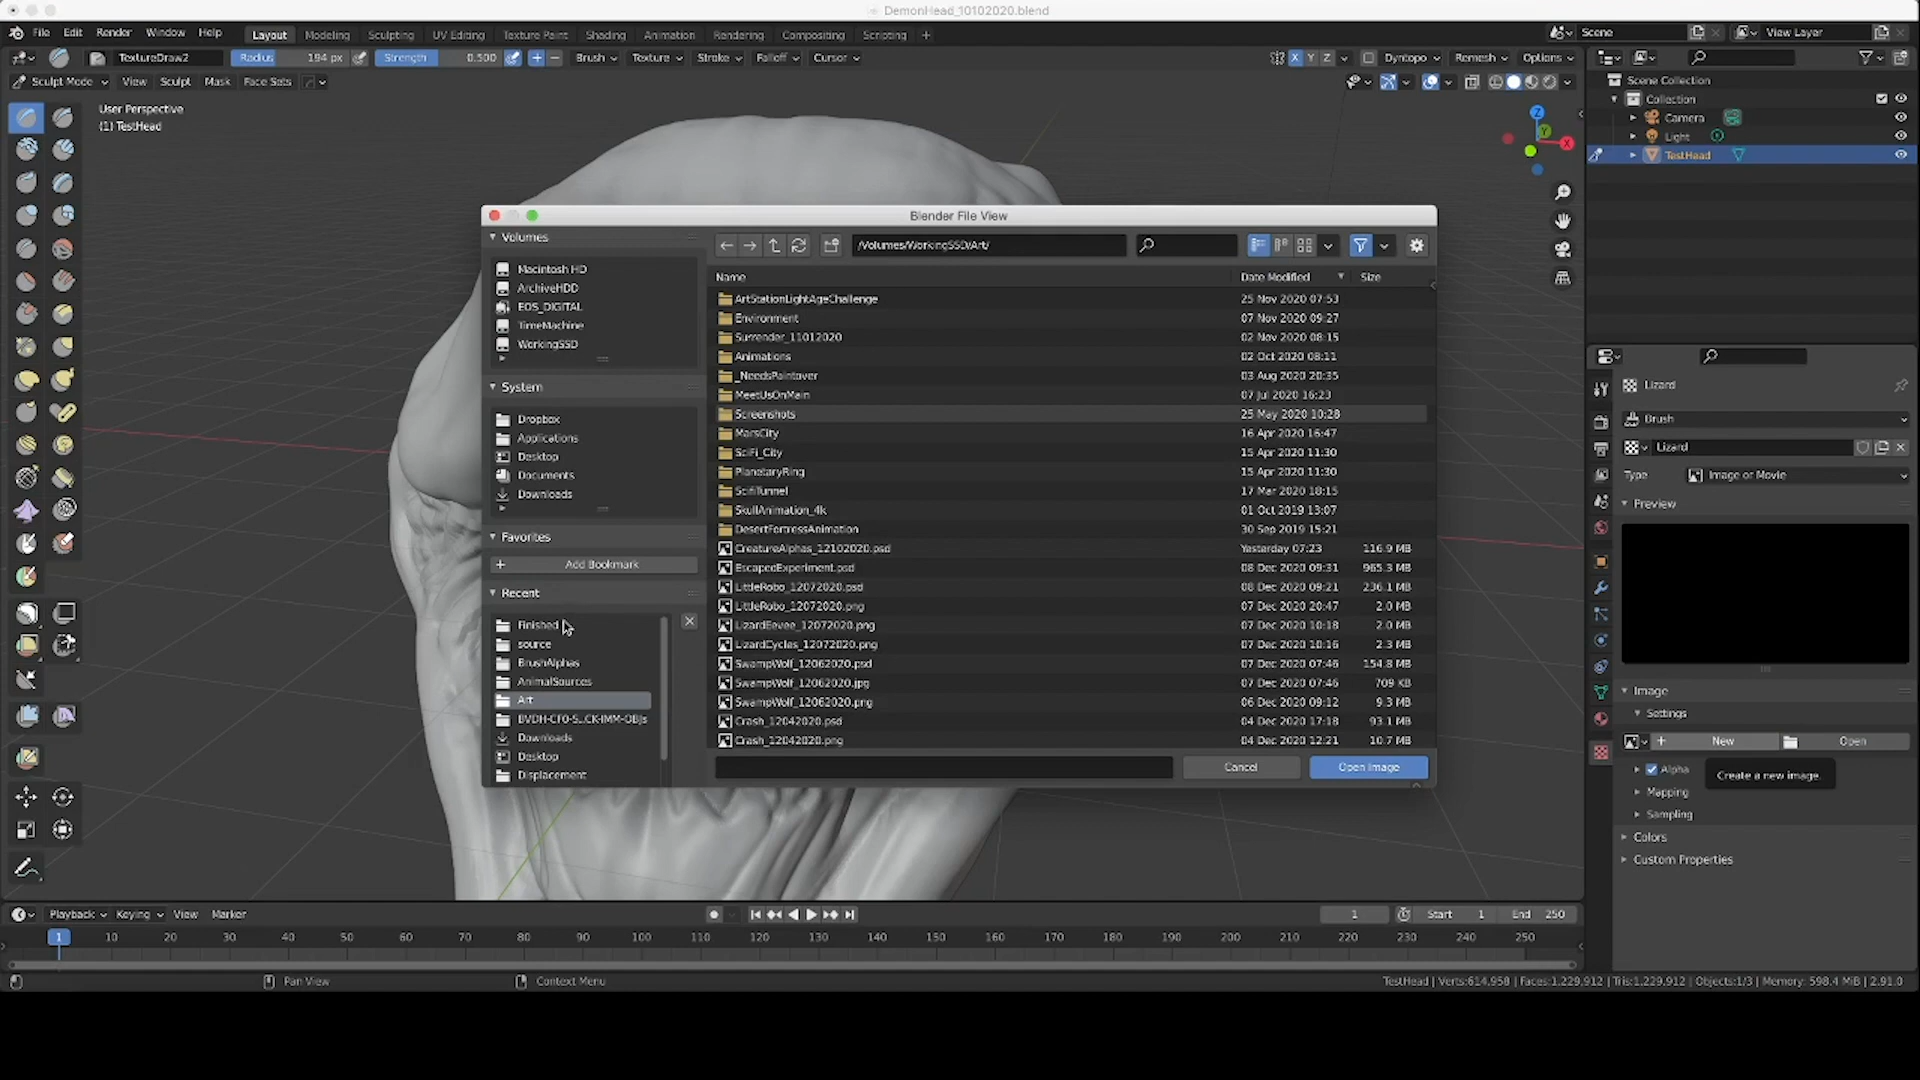 DemonHead_10102020.blend
File Edit Render Window Help Layout Modeling Sculpting UV Editing Texture Paint Shading Animation Rendering Compositing Scripting + Scene View Layer
TextureDraw2 Radius 194 px Strength 0.500 Brush Texture Stroke Falloff Cursor X Y Z Dyntopo Remesh Options
Sculpt Mode View Sculpt Mask Face Sets
User Perspective
(1) TestHead
Z
Y
X
Scene Collection
Collection
Camera
Light
TestHead
Blender File View
Volumes
Macintosh HD
ArchiveHDD
EOS_DIGITAL
TimeMachine
WorkingSSD
System
Dropbox
Applications
Desktop
Documents
Downloads
Favorites
Add Bookmark
Recent
Finished
source
BrushAlphas
AnimalSources
Art
BVDH-CF0-S..CK-IMM-OBJs
Downloads
Desktop
Displacement
/Volumes/WorkingSSD/Art/
Name Date Modified Size
ArtStationLightAgeChallenge 25 Nov 2020 07:53
Environment 07 Nov 2020 09:27
Surrender_11012020 02 Nov 2020 08:15
Animations 02 Oct 2020 08:11
_NeedsPaintover 03 Aug 2020 20:35
MeetUsOnMain 07 Jul 2020 16:23
Screenshots 25 May 2020 10:28
MarsCity 16 Apr 2020 16:47
SciFi_City 15 Apr 2020 11:30
PlanetaryRing 15 Apr 2020 11:30
ScifiTunnel 17 Mar 2020 18:15
SkullAnimation_4k 01 Oct 2019 13:07
DesertFortressAnimation 30 Sep 2019 15:21
CreatureAlphas_12102020.psd Yesterday 07:23 116.9 MB
EscapedExperiment.psd 08 Dec 2020 09:31 965.3 MB
LittleRobo_12072020.psd 08 Dec 2020 09:21 236.1 MB
LittleRobo_12072020.png 07 Dec 2020 20:47 2.0 MB
LizardEevee_12072020.png 07 Dec 2020 10:18 2.0 MB
LizardCycles_12072020.png 07 Dec 2020 10:16 2.3 MB
SwampWolf_12062020.psd 07 Dec 2020 07:46 154.8 MB
SwampWolf_12062020.jpg 07 Dec 2020 07:46 709 KB
SwampWolf_12062020.png 06 Dec 2020 09:12 9.3 MB
Crash_12042020.psd 04 Dec 2020 17:18 93.1 MB
Crash_12042020.png 04 Dec 2020 12:21 10.7 MB
Cancel Open Image
Lizard
Brush
Lizard
Type Image or Movie
Preview
Image
Settings
New Open
Alpha
Create a new image.
Mapping
Sampling
Colors
Custom Properties
Playback Keying View Marker 1 Start 1 End 250
1 10 20 30 40 50 60 70 80 90 100 110 120 130 140 150 160 170 180 190 200 210 220 230 240 250
Pan View Context Menu TestHead | Verts:614,958 | Faces:1,229,912 | Tris:1,229,912 | Objects:1/3 | Memory: 598.4 MiB | 2.91.0